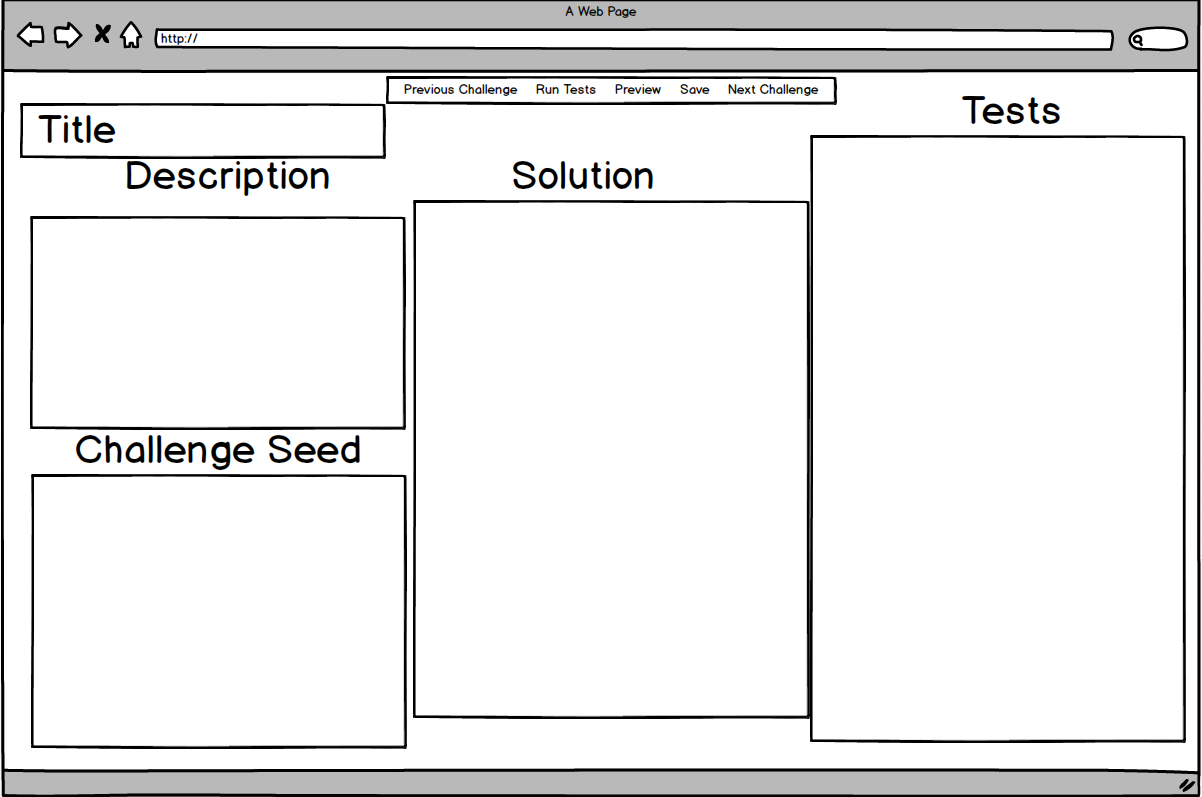 A Web Page
http://
Previous Challenge Run Tests Preview Save Next Challenge
Title
Tests
Description
Solution
Challenge Seed